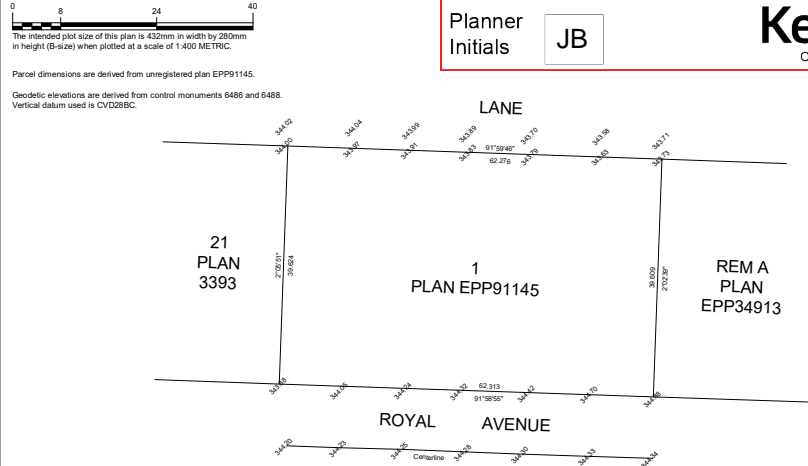 0 8 24 40
The intended plot size of this plan is 432mm in width by 280mm
in height (B-size) when plotted at a scale of 1:400 METRIC.
Parcel dimensions are derived from unregistered plan EPP91145.
Geodetic elevations are derived from control monuments 6486 and 6488.
Vertical datum used is CVD28BC.
Planner
Initials
JB
Ke
LANE
344.02 344.04 343.99 343.89 343.70 343.58 343.71
91°59'46"
344.00 343.97 343.91 343.83 62.276 343.79 343.63 343.73
21
PLAN
3393
2°05'51"
39.624
1
PLAN EPP91145
39.609
2°02'39"
REM A
PLAN
EPP34913
344.05 344.24 344.32 62.313 344.42 344.70
91°58'55"
ROYAL AVENUE
344.20 344.23 344.25 344.28 344.30 344.33 344.34
Centerline